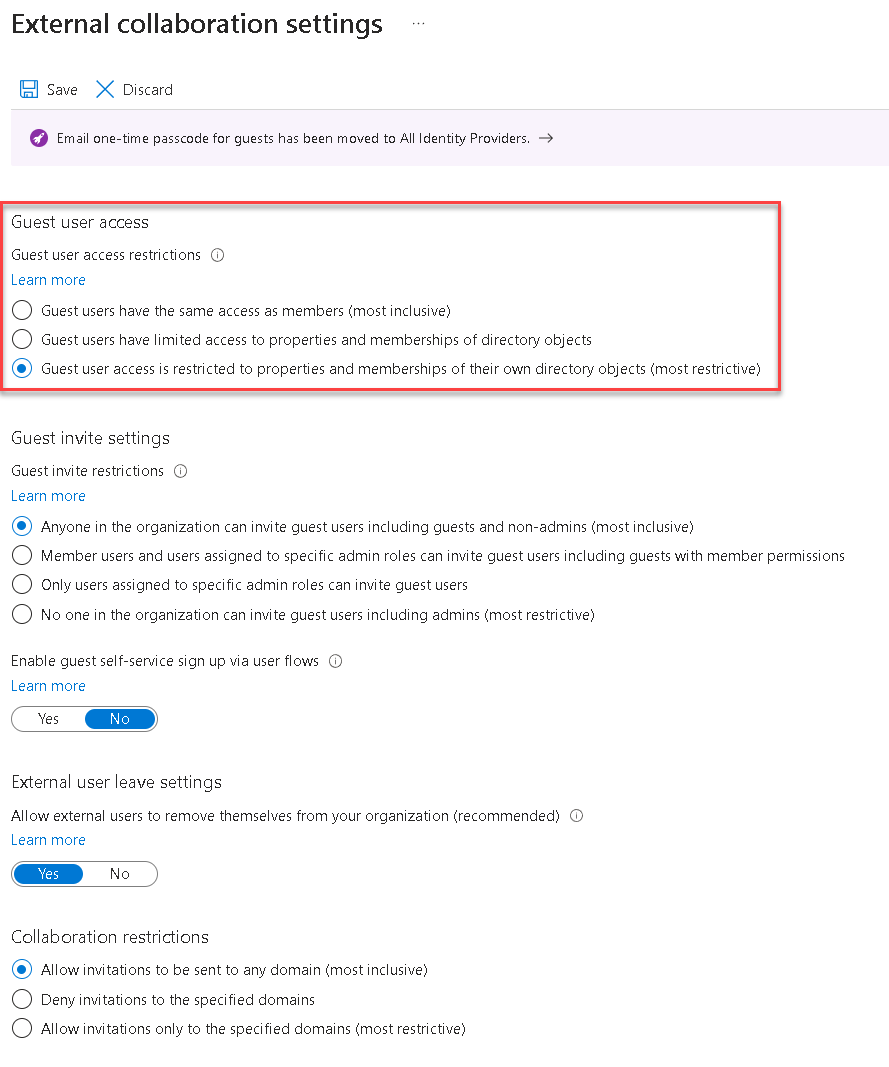 External collaboration settings ...
Save Discard
Email one-time passcode for guests has been moved to All Identity Providers. →
Guest user access
Guest user access restrictions
Learn more
Guest users have the same access as members (most inclusive)
Guest users have limited access to properties and memberships of directory objects
Guest user access is restricted to properties and memberships of their own directory objects (most restrictive)
Guest invite settings
Guest invite restrictions
Learn more
Anyone in the organization can invite guest users including guests and non-admins (most inclusive)
Member users and users assigned to specific admin roles can invite guest users including guests with member permissions
Only users assigned to specific admin roles can invite guest users
No one in the organization can invite guest users including admins (most restrictive)
Enable guest self-service sign up via user flows
Learn more
Yes No
External user leave settings
Allow external users to remove themselves from your organization (recommended)
Learn more
Yes No
Collaboration restrictions
Allow invitations to be sent to any domain (most inclusive)
Deny invitations to the specified domains
Allow invitations only to the specified domains (most restrictive)